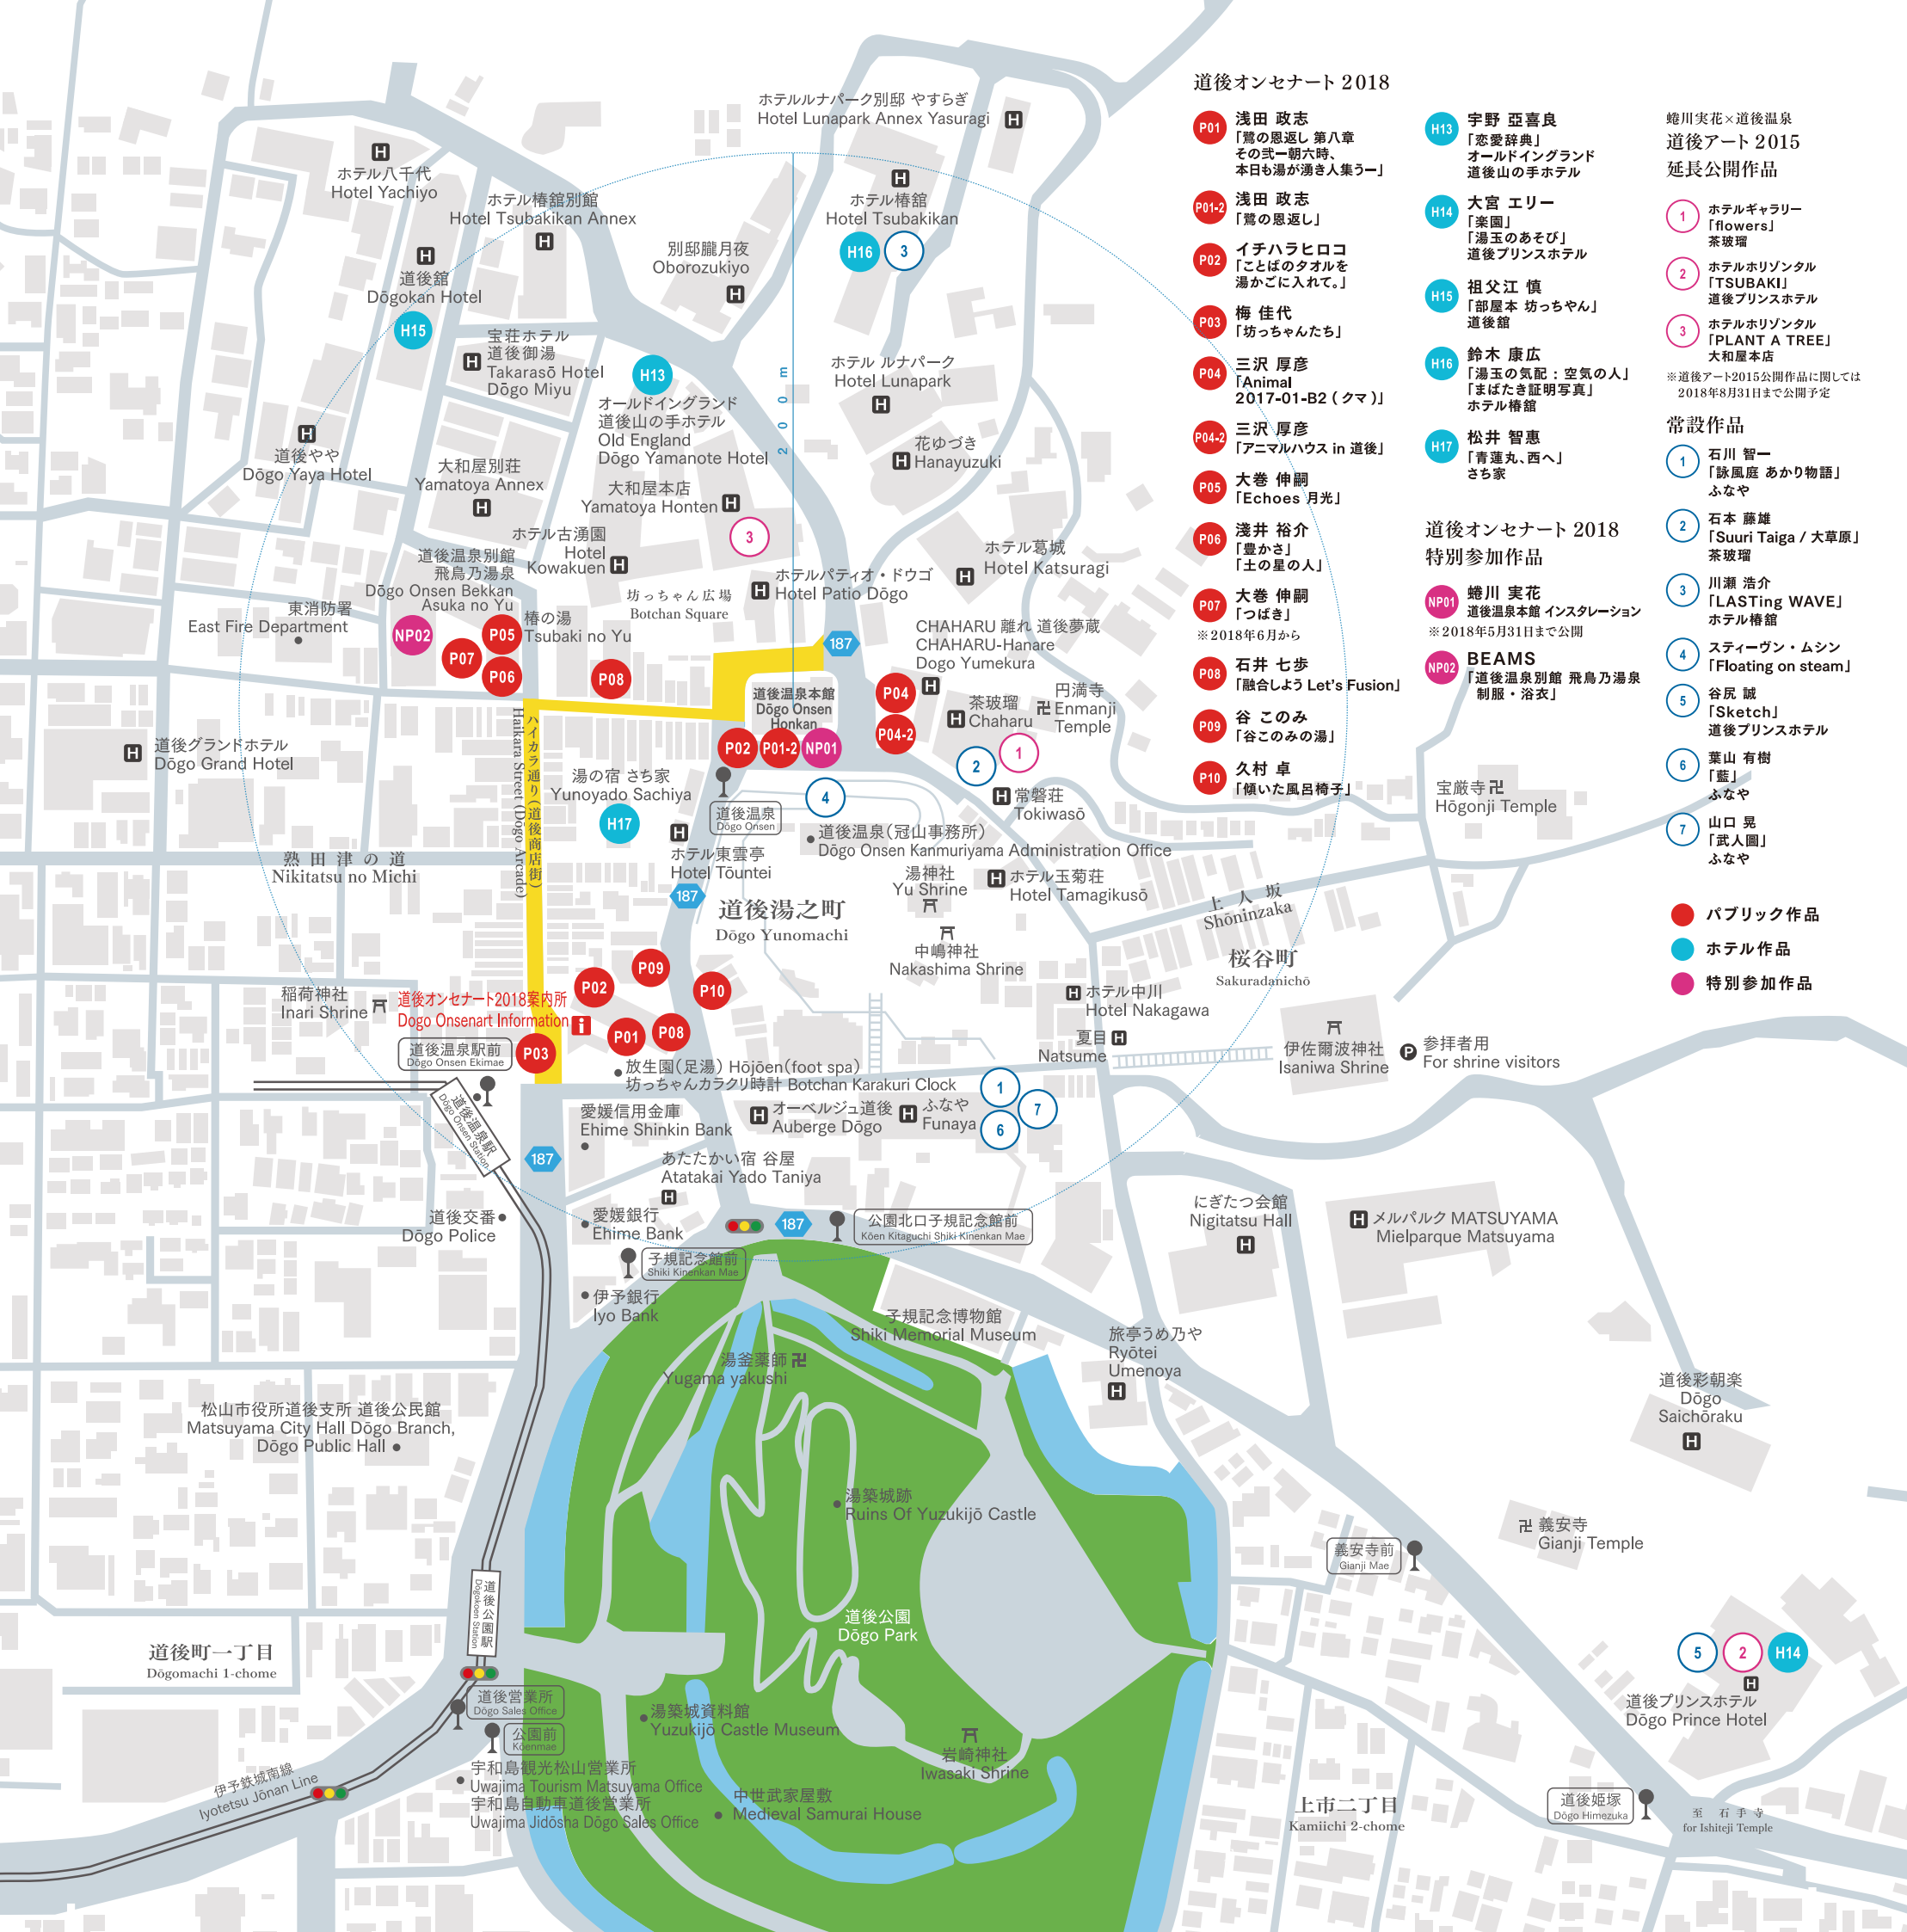 ホテルルナパーク別邸 やすらぎ
Hotel Lunapark Annex Yasuragi
H
H
ホテル八千代
Hotel Yachiyo
ホテル椿舘別館
Hotel Tsubakikan Annex
H
H
ホテル椿舘
Hotel Tsubakikan
H16
3
別邸朧月夜
Oborozukiyo
H
H
道後舘
Dōgokan Hotel
H15
宝荘ホテル
道後御湯
H
Takarasō Hotel
Dōgo Miyu
H13
オールドイングランド
道後山の手ホテル
Old England
Dōgo Yamanote Hotel
200m
ホテル ルナパーク
Hotel Lunapark
H
花ゆづき
H Hanayuzuki
H
道後やや
Dōgo Yaya Hotel
大和屋別荘
Yamatoya Annex
H
大和屋本店
Yamatoya Honten H
3
ホテル古湧園
Hotel
Kowakuen H
ホテル葛城
H Hotel Katsuragi
ホテルパティオ・ドウゴ
H Hotel Patio Dōgo
坊っちゃん広場
Botchan Square
道後温泉別館
飛鳥乃湯泉
Dōgo Onsen Bekkan
Asuka no Yu
東消防署
East Fire Department
NP02
P05
P07
P06
椿の湯
Tsubaki no Yu
P08
187
CHAHARU 離れ 道後夢蔵
CHAHARU-Hanare
Dogo Yumekura
H
P04
P04-2
茶玻瑠
H Chaharu
円満寺
卍 Enmanji
Temple
2
1
道後温泉本館
Dōgo Onsen
Honkan
P02
P01-2
NP01
4
道後グランドホテル
H Dōgo Grand Hotel
ハイカラ通り(道後商店街)
Haikara Street (Dōgo Arcade)
湯の宿 さち家
Yunoyado Sachiya
H17
H
ホテル東雲亭
Hotel Tōuntei
道後温泉
Dōgo Onsen
H 常磐荘
Tokiwasō
道後温泉(冠山事務所)
Dōgo Onsen Kanmuriyama Administration Office
宝厳寺 卍
Hōgonji Temple
熟田津の道
Nikitatsu no Michi
187
道後湯之町
Dōgo Yunomachi
湯神社
Yu Shrine
H ホテル玉菊荘
Hotel Tamagikusō
中嶋神社
Nakashima Shrine
上人坂
Shōninzaka
桜谷町
Sakuradanichō
稲荷神社
Inari Shrine
道後オンセナート2018案内所
Dogo Onsenart Information i
P09
P02
P10
P01
P08
P03
道後温泉駅前
Dōgo Onsen Ekimae
道後温泉駅
Dōgo Onsen Station
放生園(足湯) Hōjōen(foot spa)
坊っちゃんカラクリ時計 Botchan Karakuri Clock
H ホテル中川
Hotel Nakagawa
夏目 H
Natsume
伊佐爾波神社
Isaniwa Shrine
P 参拝者用
For shrine visitors
愛媛信用金庫
Ehime Shinkin Bank
H オーベルジュ道後
Auberge Dōgo
H ふなや
Funaya
1
7
6
187
あたたかい宿 谷屋
Atatakai Yado Taniya
H
道後交番
Dōgo Police
愛媛銀行
Ehime Bank
187
公園北口子規記念館前
Kōen Kitaguchi Shiki Kinenkan Mae
子規記念館前
Shiki Kinenkan Mae
伊予銀行
Iyo Bank
にぎたつ会館
Nigitatsu Hall
H
H メルパルク MATSUYAMA
Mielparque Matsuyama
子規記念博物館
Shiki Memorial Museum
湯釜薬師 卍
Yugama yakushi
旅亭うめ乃や
Ryōtei
Umenoya
H
道後彩朝楽
Dōgo
Saichōraku
H
松山市役所道後支所 道後公民館
Matsuyama City Hall Dōgo Branch,
Dōgo Public Hall
湯築城跡
Ruins Of Yuzukijō Castle
卍 義安寺
Gianji Temple
義安寺前
Gianji Mae
道後公園駅
Dōgokoen Station
道後公園
Dōgo Park
道後町一丁目
Dōgomachi 1-chome
道後営業所
Dōgo Sales Office
公園前
Kōenmae
湯築城資料館
Yuzukijō Castle Museum
岩崎神社
Iwasaki Shrine
5
2
H14
H
道後プリンスホテル
Dōgo Prince Hotel
伊予鉄城南線
Iyotetsu Jōnan Line
宇和島観光松山営業所
Uwajima Tourism Matsuyama Office
宇和島自動車道後営業所
Uwajima Jidōsha Dōgo Sales Office
中世武家屋敷
Medieval Samurai House
上市二丁目
Kamiichi 2-chome
道後姫塚
Dōgo Himezuka
至 石手寺
for Ishiteji Temple
道後オンセナート 2018
P01 浅田 政志
「鷺の恩返し 第八章
その弐ー朝六時、
本日も湯が湧き人集うー」
P01-2 浅田 政志
「鷺の恩返し」
P02 イチハラヒロコ
「ことばのタオルを
湯かごに入れて。」
P03 梅 佳代
「坊っちゃんたち」
P04 三沢 厚彦
「Animal
2017-01-B2 ( クマ )」
P04-2 三沢 厚彦
「アニマルハウス in 道後」
P05 大巻 伸嗣
「Echoes 月光」
P06 淺井 裕介
「豊かさ」
「土の星の人」
P07 大巻 伸嗣
「つばき」
※2018年6月から
P08 石井 七歩
「融合しよう Let's Fusion」
P09 谷 このみ
「谷このみの湯」
P10 久村 卓
「傾いた風呂椅子」
H13 宇野 亞喜良
「恋愛辞典」
オールドイングランド
道後山の手ホテル
H14 大宮 エリー
「楽園」
「湯玉のあそび」
道後プリンスホテル
H15 祖父江 慎
「部屋本 坊っちやん」
道後舘
H16 鈴木 康広
「湯玉の気配：空気の人」
「まばたき証明写真」
ホテル椿舘
H17 松井 智惠
「青蓮丸、西へ」
さち家
道後オンセナート 2018
特別参加作品
NP01 蜷川 実花
道後温泉本館 インスタレーション
※2018年5月31日まで公開
NP02 BEAMS
「道後温泉別館 飛鳥乃湯泉
制服・浴衣」
蜷川実花×道後温泉
道後アート 2015
延長公開作品
1 ホテルギャラリー
「flowers」
茶玻瑠
2 ホテルホリゾンタル
「TSUBAKI」
道後プリンスホテル
3 ホテルホリゾンタル
「PLANT A TREE」
大和屋本店
※道後アート2015公開作品に関しては
2018年8月31日まで公開予定
常設作品
1 石川 智一
「詠風庭 あかり物語」
ふなや
2 石本 藤雄
「Suuri Taiga / 大草原」
茶玻瑠
3 川瀬 浩介
「LASTing WAVE」
ホテル椿舘
4 スティーヴン・ムシン
「Floating on steam」
5 谷尻 誠
「Sketch」
道後プリンスホテル
6 葉山 有樹
「藍」
ふなや
7 山口 晃
「武人圖」
ふなや
パブリック作品
ホテル作品
特別参加作品